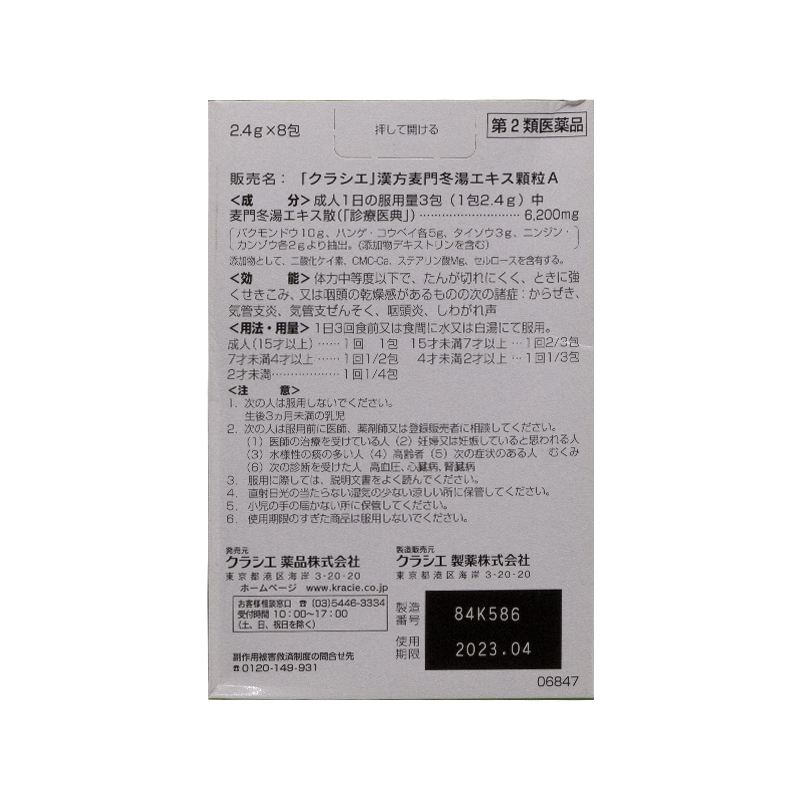 2.4g×8包
押して開ける
第2類医薬品
販売名：「クラシエ」漢方麦門冬湯エキス顆粒A
＜成　分＞成人1日の服用量3包（1包2.4g）中
麦門冬湯エキス散(「診療医典」)……………………6,200mg
バクモンドウ10g、ハンゲ・コウベイ各5g、タイソウ3g、ニンジン・
カンゾウ各2gより抽出。(添加物デキストリンを含む)
添加物として、二酸化ケイ素、CMC-Ca、ステアリン酸Mg、セルロースを含有する。
＜効　能＞ 体力中等度以下で、たんが切れにくく、ときに強
くせきこみ、又は咽頭の乾燥感があるものの次の諸症：からぜき、
気管支炎、気管支ぜんそく、咽頭炎、しわがれ声
＜用法・用量＞ 1日3回食前又は食間に水又は白湯にて服用。
成人(15才以上)……1回 1包　15才未満7才以上…1回2/3包
7才未満4才以上……1回1/2包　4才未満2才以上…1回1/3包
2才未満………………1回1/4包
＜注　意＞
1. 次の人は服用しないでください。
生後3ヵ月未満の乳児
2. 次の人は服用前に医師、薬剤師又は登録販売者に相談してください。
(1) 医師の治療を受けている人 (2) 妊婦又は妊娠していると思われる人
(3) 水様性の痰の多い人 (4) 高齢者 (5) 次の症状のある人　むくみ
(6) 次の診断を受けた人　高血圧、心臓病、腎臓病
3. 服用に際しては、説明文書をよく読んでください。
4. 直射日光の当たらない湿気の少ない涼しい所に保管してください。
5. 小児の手の届かない所に保管してください。
6. 使用期限のすぎた商品は服用しないでください。
発売元
クラシエ 薬品株式会社
東京都港区海岸 3-20-20
ホームページ www.kracie.co.jp
お客様相談窓口 ☎ (03)5446-3334
受付時間 10：00～17：00
(土、日、祝日を除く)
副作用被害救済制度の問合せ先
☎0120-149-931
製造販売元
クラシエ 製薬株式会社
東京都港区海岸 3-20-20
製造
番号
84K586
使用
期限
2023.04
06847